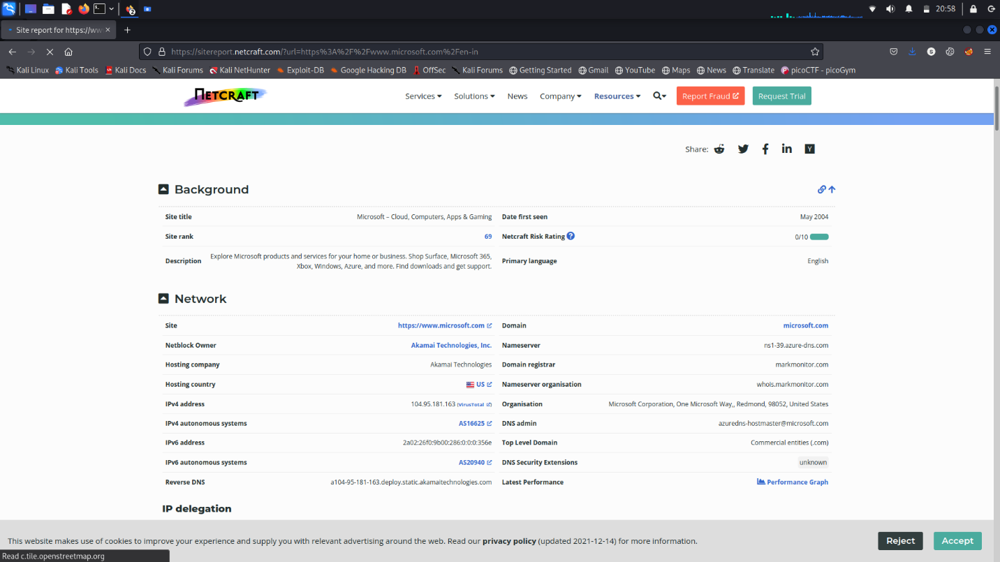 2
20:58
Site report for https://ww
https://sitereport.netcraft.com/?url=https%3A%2F%2Fwww.microsoft.com%2Fen-in
Kali Linux Kali Tools Kali Docs Kali Forums Kali NetHunter Exploit-DB Google Hacking DB OffSec Kali Forums Getting Started Gmail YouTube Maps News Translate picoCTF - picoGym
NETCRAFT Services Solutions News Company Resources Report Fraud Request Trial
Share:
Background
Site title Microsoft – Cloud, Computers, Apps & Gaming Date first seen May 2004
Site rank 69 Netcraft Risk Rating ? 0/10
Description Explore Microsoft products and services for your home or business. Shop Surface, Microsoft 365,
Xbox, Windows, Azure, and more. Find downloads and get support. Primary language English
Network
Site https://www.microsoft.com Domain microsoft.com
Netblock Owner Akamai Technologies, Inc. Nameserver ns1-39.azure-dns.com
Hosting company Akamai Technologies Domain registrar markmonitor.com
Hosting country US Nameserver organisation whois.markmonitor.com
IPv4 address 104.95.181.163 (VirusTotal) Organisation Microsoft Corporation, One Microsoft Way,, Redmond, 98052, United States
IPv4 autonomous systems AS16625 DNS admin azuredns-hostmaster@microsoft.com
IPv6 address 2a02:26f0:9b00:286:0:0:0:356e Top Level Domain Commercial entities (.com)
IPv6 autonomous systems AS20940 DNS Security Extensions unknown
Reverse DNS a104-95-181-163.deploy.static.akamaitechnologies.com Latest Performance Performance Graph
IP delegation
This website makes use of cookies to improve your experience and supply you with relevant advertising around the web. Read our privacy policy (updated 2021-12-14) for more information. Reject Accept
Read c.tile.openstreetmap.org